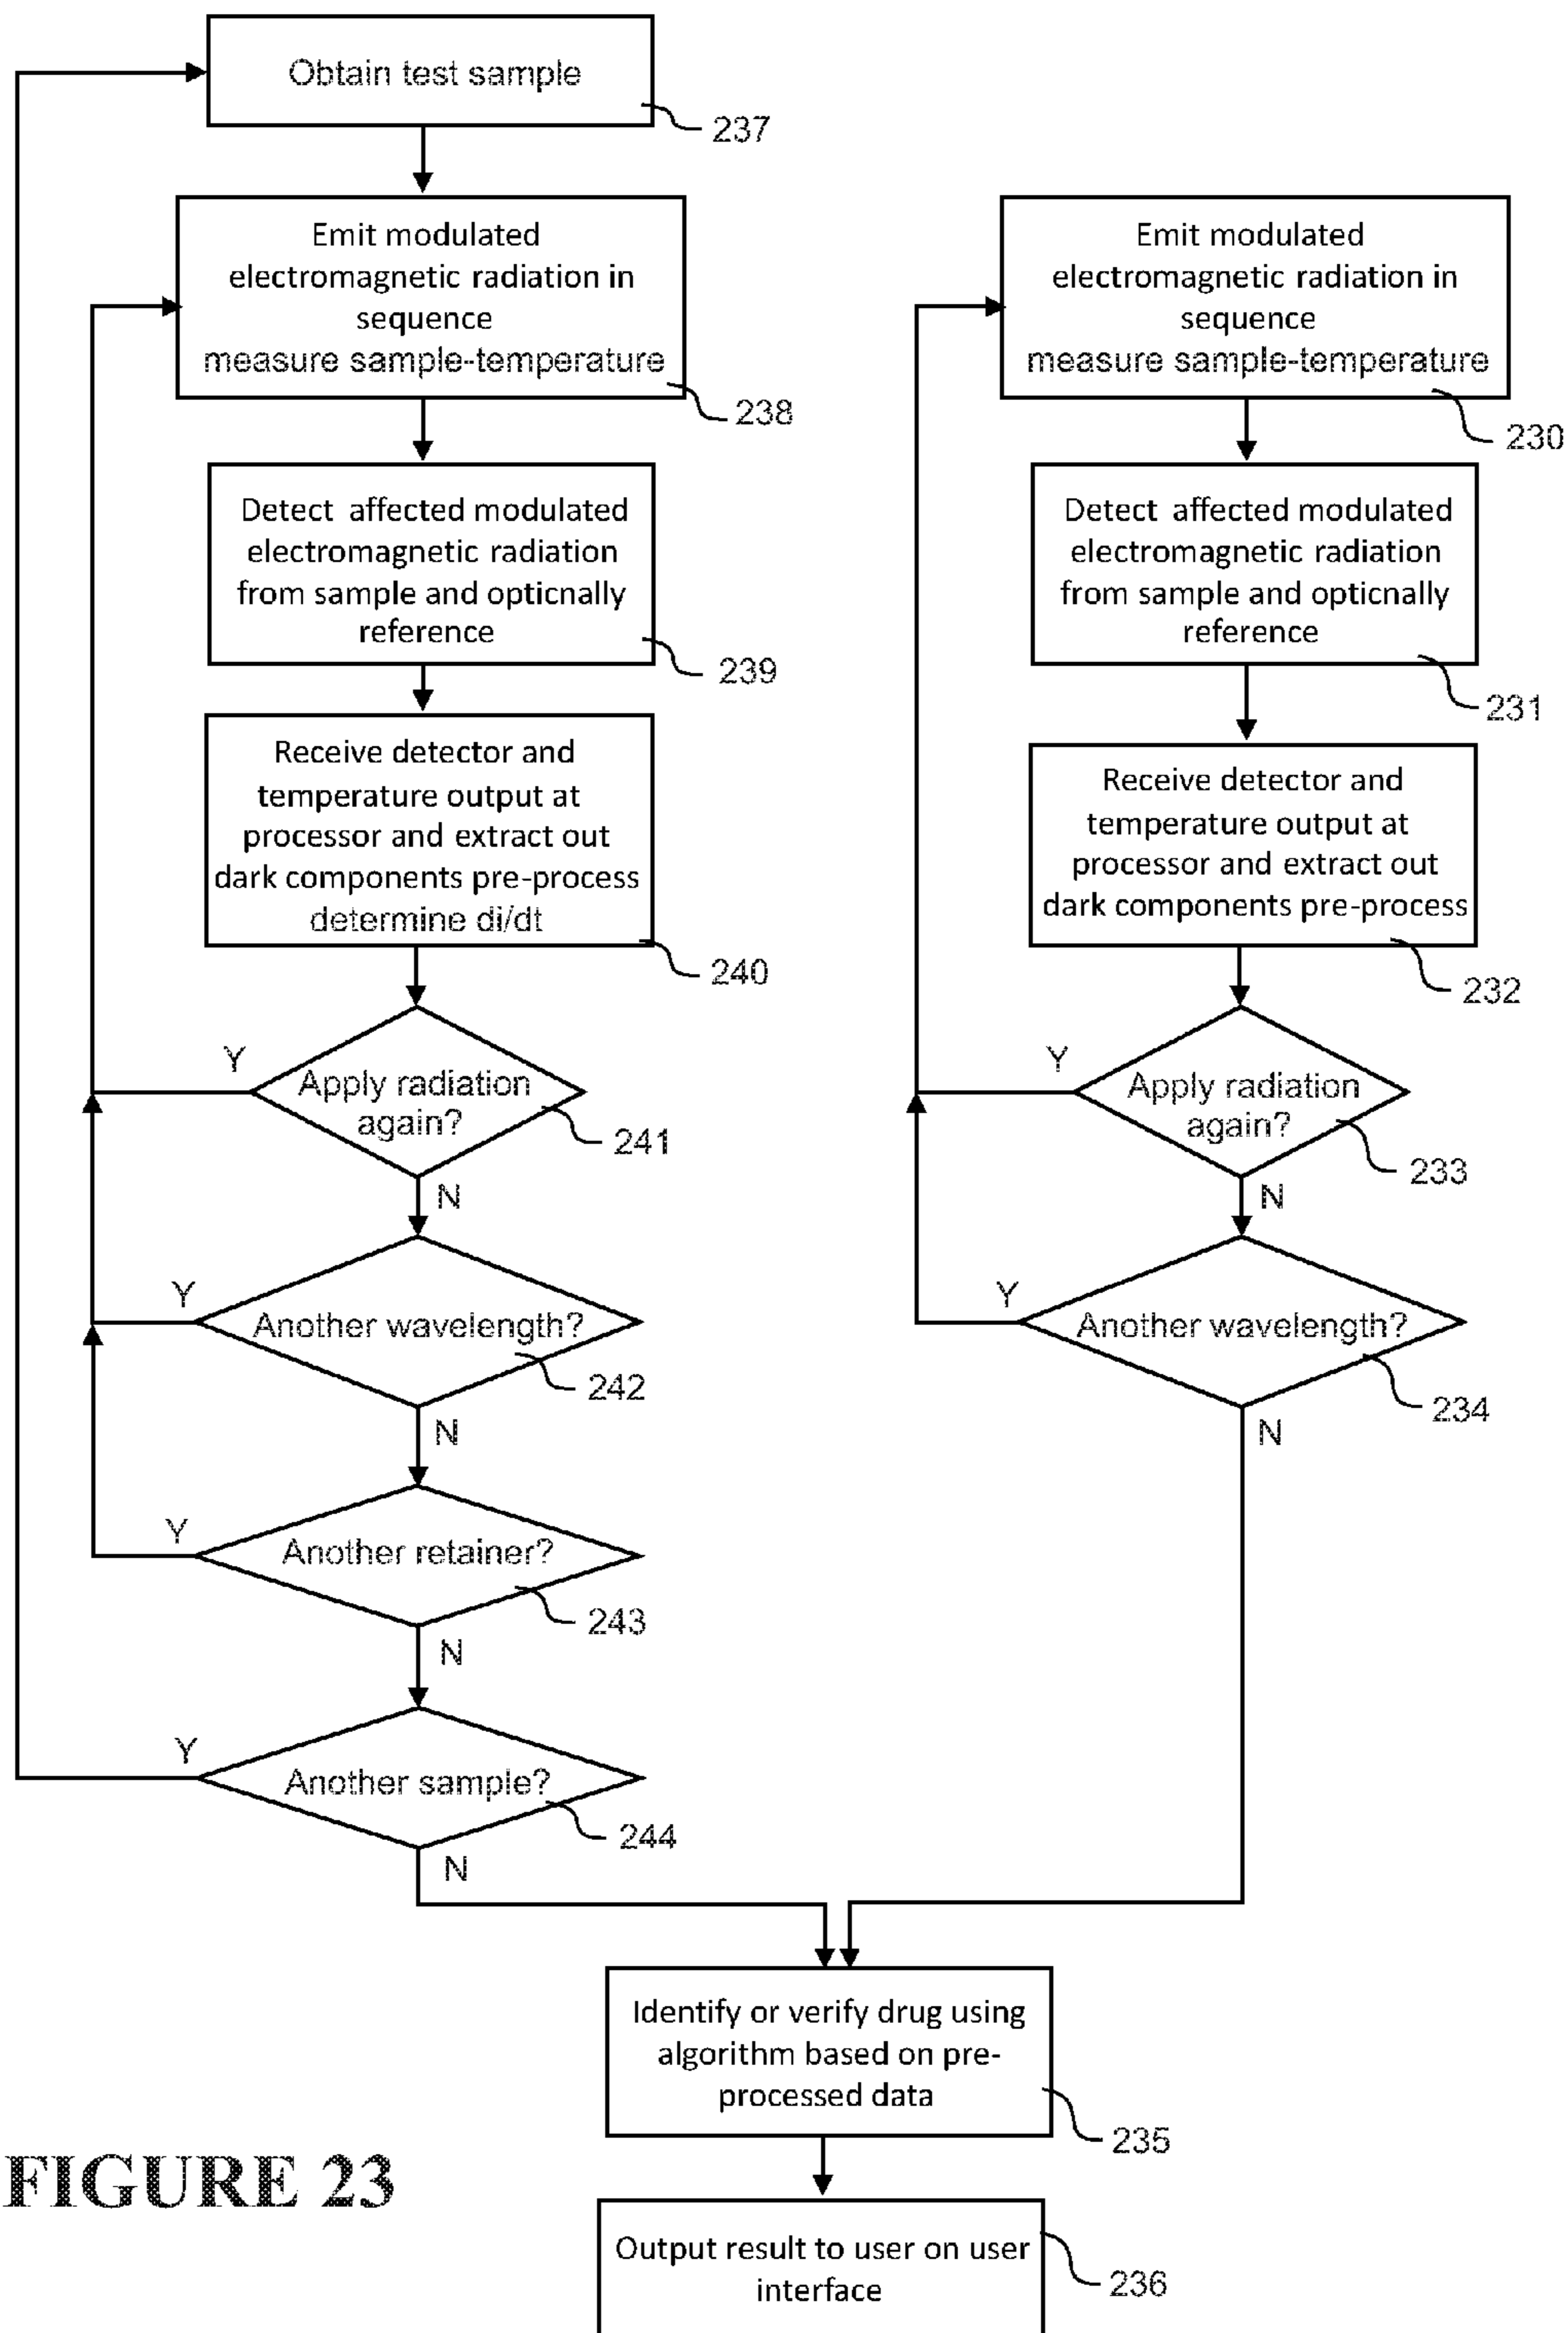 Obtain test sample
237
Emit modulated
electromagnetic radiation in
sequence
measure sample-temperature
238
Detect affected modulated
electromagnetic radiation
from sample and opticnally
reference
239
Receive detector and
temperature output at
processor and extract out
dark components pre-process
determine di/dt
240
Y
Apply radiation
again?
241
N
Y
Another wavelength?
242
N
Y
Another retainer?
243
N
Y
Another sample?
244
N
Emit modulated
electromagnetic radiation in
sequence
measure sample-temperature
230
Detect affected modulated
electromagnetic radiation
from sample and opticnally
reference
231
Receive detector and
temperature output at
processor and extract out
dark components pre-process
232
Y
Apply radiation
again?
233
N
Y
Another wavelength?
234
N
Identify or verify drug using
algorithm based on pre-
processed data
235
Output result to user on user
interface
236
FIGURE 23